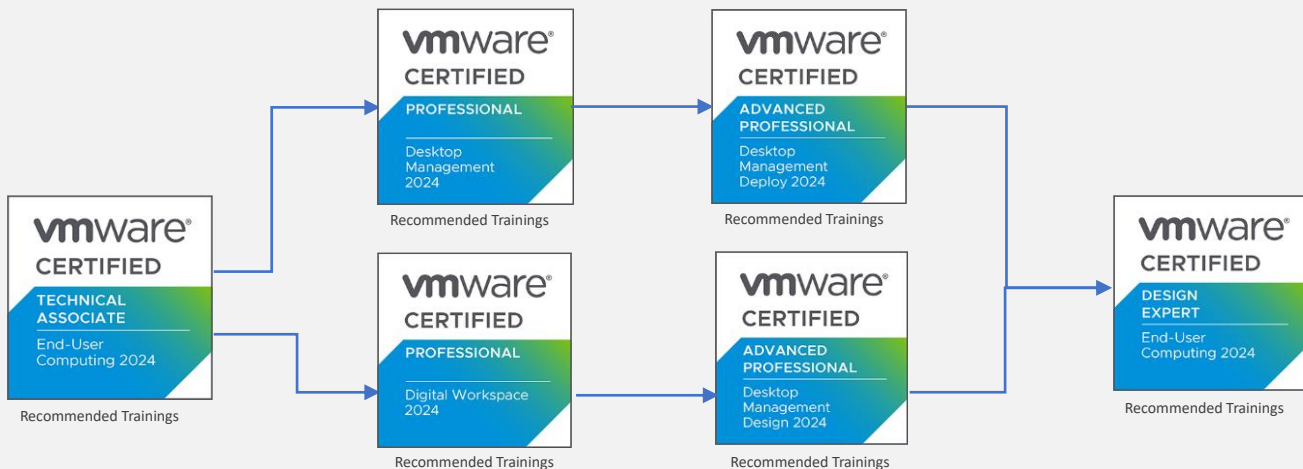 vmware®
CERTIFIED
TECHNICAL
ASSOCIATE
End-User
Computing 2024
Recommended Trainings
vmware®
CERTIFIED
PROFESSIONAL
Desktop
Management
2024
Recommended Trainings
vmware®
CERTIFIED
ADVANCED
PROFESSIONAL
Desktop
Management
Deploy 2024
Recommended Trainings
vmware®
CERTIFIED
PROFESSIONAL
Digital Workspace
2024
Recommended Trainings
vmware®
CERTIFIED
ADVANCED
PROFESSIONAL
Desktop
Management
Design 2024
Recommended Trainings
vmware®
CERTIFIED
DESIGN
EXPERT
End-User
Computing 2024
Recommended Trainings